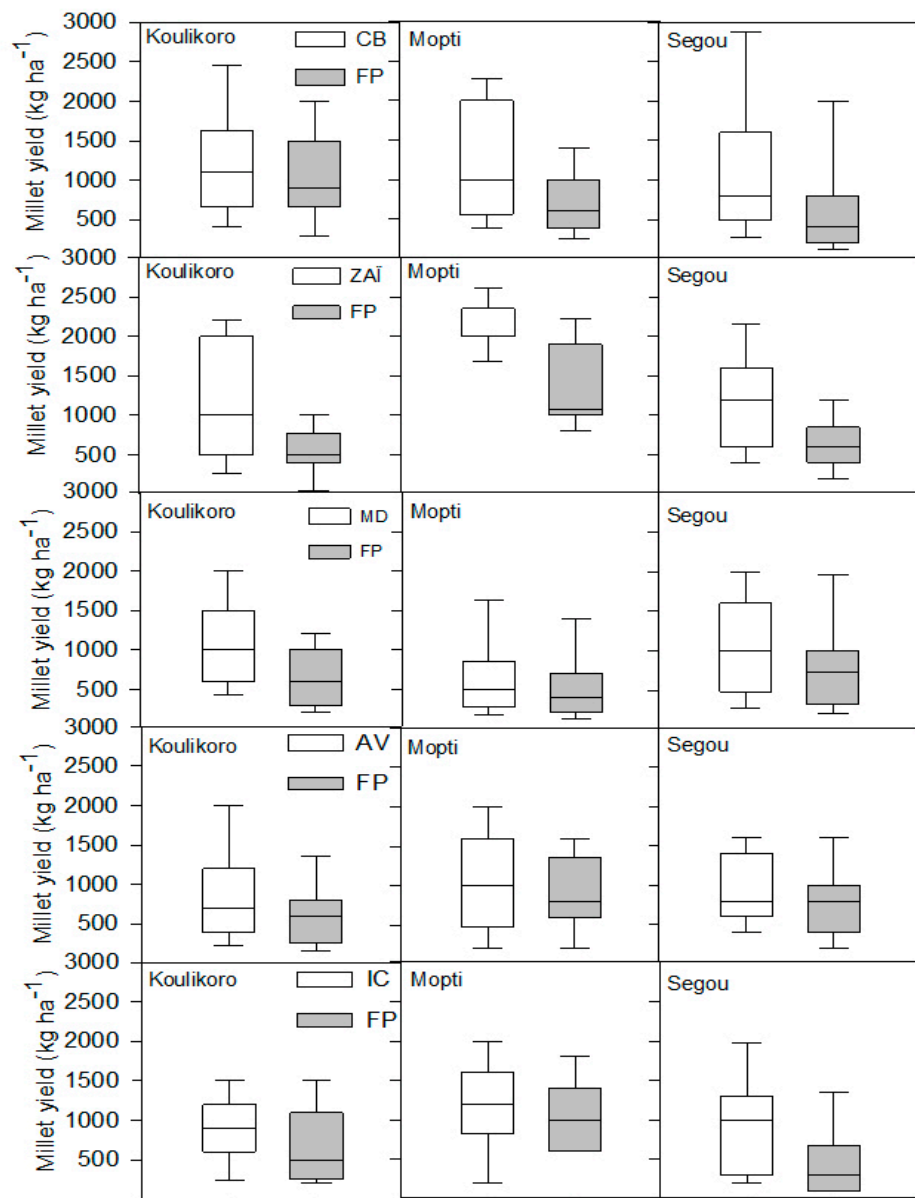 Millet yield (kg ha⁻¹)
3000
2500
2000
1500
1000
500
Koulikoro
CB
FP
Mopti
Segou
Millet yield (kg ha⁻¹)
3000
2500
2000
1500
1000
500
Koulikoro
ZAÏ
FP
Mopti
Segou
Millet yield (kg ha⁻¹)
3000
2500
2000
1500
1000
500
Koulikoro
MD
FP
Mopti
Segou
Millet yield (kg ha⁻¹)
3000
2500
2000
1500
1000
500
Koulikoro
AV
FP
Mopti
Segou
Millet yield (kg ha⁻¹)
3000
2500
2000
1500
1000
500
Koulikoro
IC
FP
Mopti
Segou